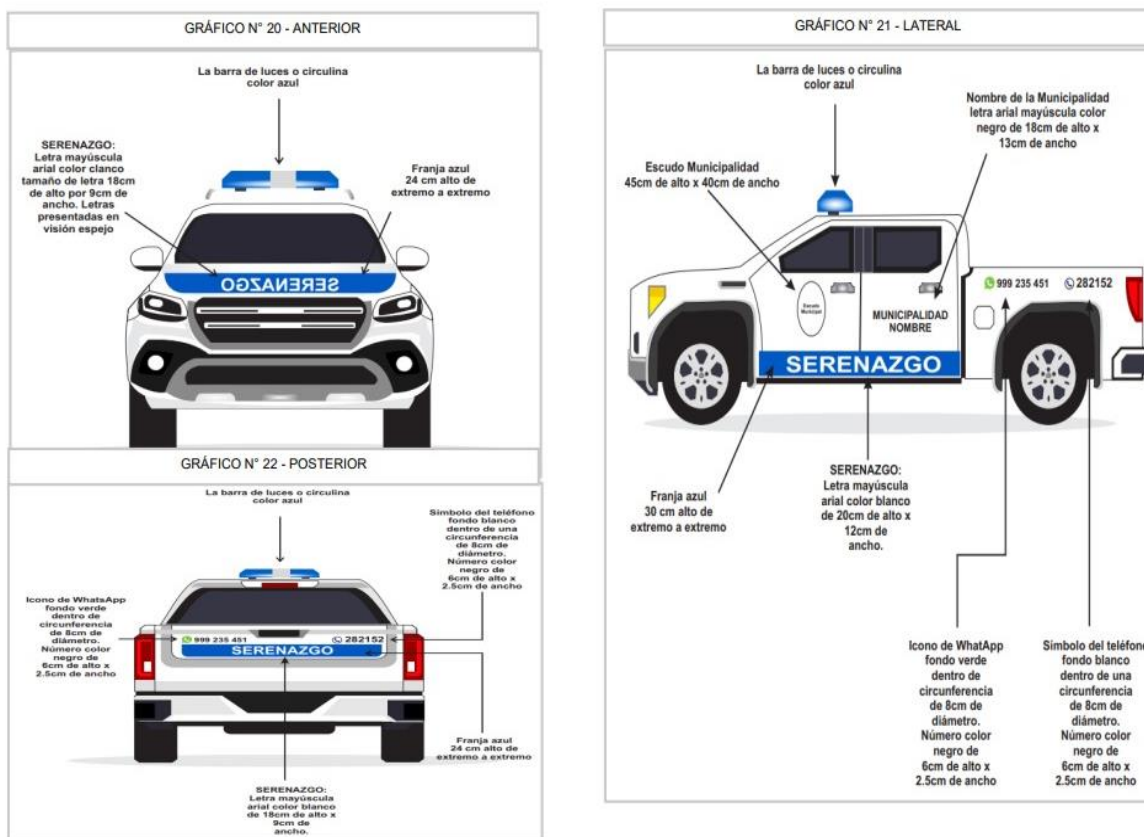 GRÁFICO N° 20 - ANTERIOR
La barra de luces o circulina
color azul
SERENAZGO:
Letra mayúscula
arial color clanco
tamaño de letra 18cm
de alto por 9cm de
ancho. Letras
presentadas en
visión espejo
Franja azul
24 cm alto de
extremo a extremo
SERENAZGO
GRÁFICO N° 22 - POSTERIOR
La barra de luces o circulina
color azul
Símbolo del teléfono
fondo blanco
dentro de una
circunferencia
de 8cm de
diámetro.
Número color
negro de
6cm de alto x
2.5cm de ancho
Icono de WhatsApp
fondo verde
dentro de
circunferencia
de 8cm de
diámetro.
Número color
negro de
6cm de alto x
2.5cm de ancho
999 235 451 282152
SERENAZGO
Franja azul
24 cm alto de
extremo a extremo
SERENAZGO:
Letra mayúscula
arial color blanco
de 18cm de alto x
9cm de
ancho.
GRÁFICO N° 21 - LATERAL
La barra de luces o circulina
color azul
Nombre de la Municipalidad
letra arial mayúscula color
negro de 18cm de alto x
13cm de ancho
Escudo Municipalidad
45cm de alto x 40cm de ancho
999 235 451 282152
Escudo
Municipal
MUNICIPALIDAD
NOMBRE
SERENAZGO
Franja azul
30 cm alto de
extremo a extremo
SERENAZGO:
Letra mayúscula
arial color blanco
de 20cm de alto x
12cm de
ancho.
Icono de WhatApp
fondo verde
dentro de
circunferencia
de 8cm de
diámetro.
Número color
negro de
6cm de alto x
2.5cm de ancho
Símbolo del teléfono
fondo blanco
dentro de una
circunferencia
de 8cm de
diámetro.
Número color
negro de
6cm de alto x
2.5cm de ancho